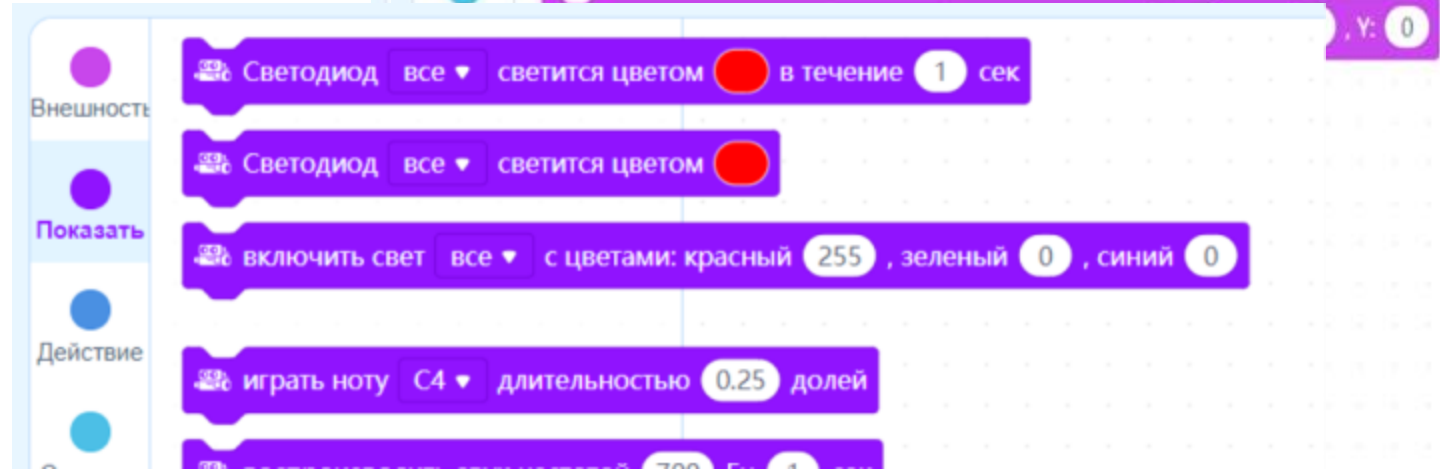 , Y: 0
Внешность
Светодиод все ▼ светится цветом в течение 1 сек
Светодиод все ▼ светится цветом
Показать
включить свет все ▼ с цветами: красный 255 , зеленый 0 , синий 0
Действие
играть ноту C4 ▼ длительностью 0.25 долей